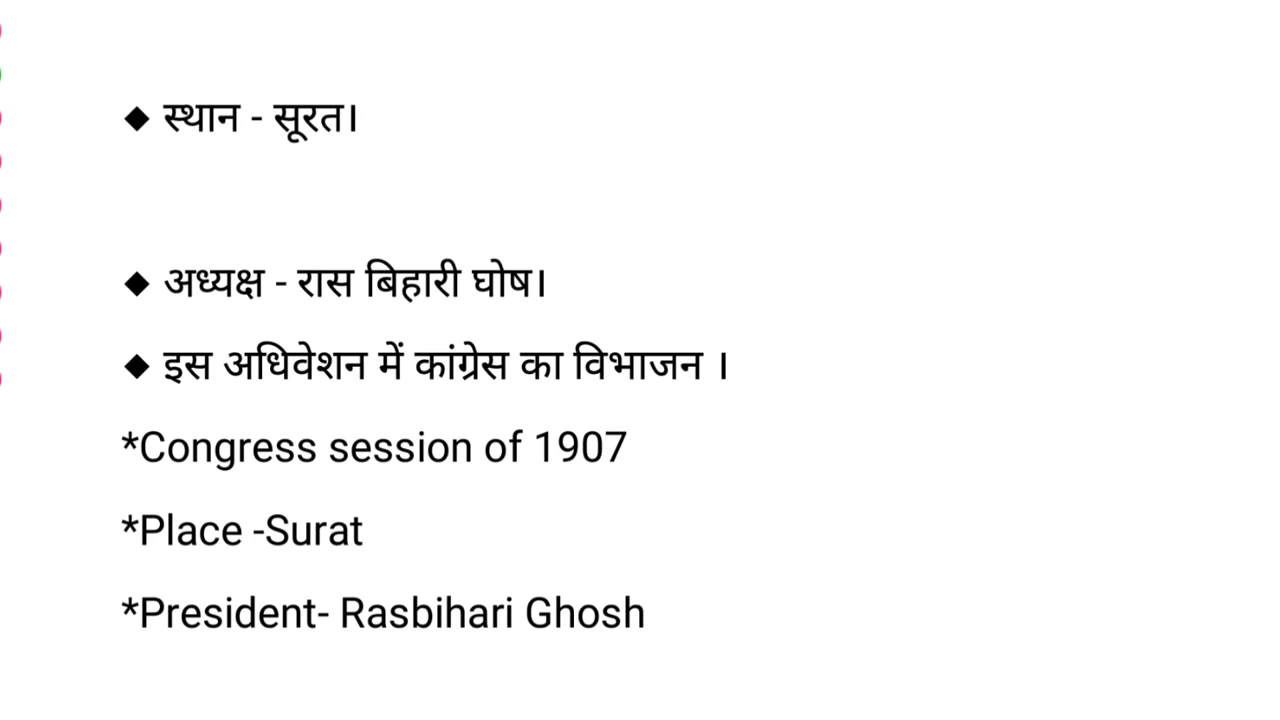 ◆ स्थान - सूरत।
◆ अध्यक्ष - रास बिहारी घोष।
◆ इस अधिवेशन में कांग्रेस का विभाजन ।
*Congress session of 1907
*Place -Surat
*President- Rasbihari Ghosh